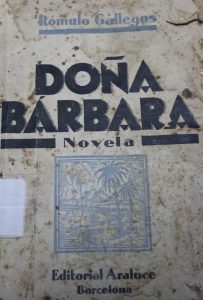 Rómulo Gallegos
DOÑA
BÁRBARA
Novela
Editorial Araluce
Barcelona